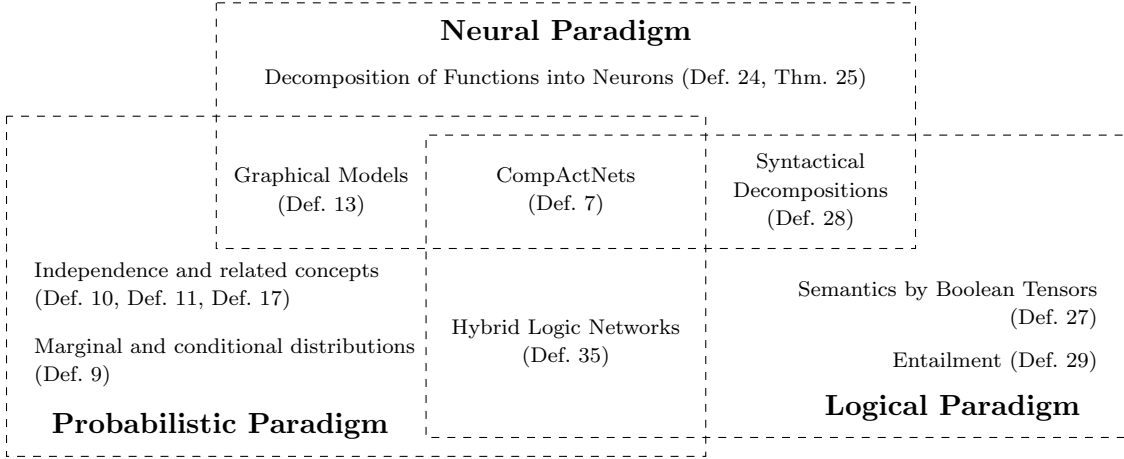 Neural Paradigm
Decomposition of Functions into Neurons (Def. 24, Thm. 25)
Graphical Models
(Def. 13)
CompActNets
(Def. 7)
Syntactical
Decompositions
(Def. 28)
Independence and related concepts
(Def. 10, Def. 11, Def. 17)
Marginal and conditional distributions
(Def. 9)
Probabilistic Paradigm
Hybrid Logic Networks
(Def. 35)
Semantics by Boolean Tensors
(Def. 27)
Entailment (Def. 29)
Logical Paradigm